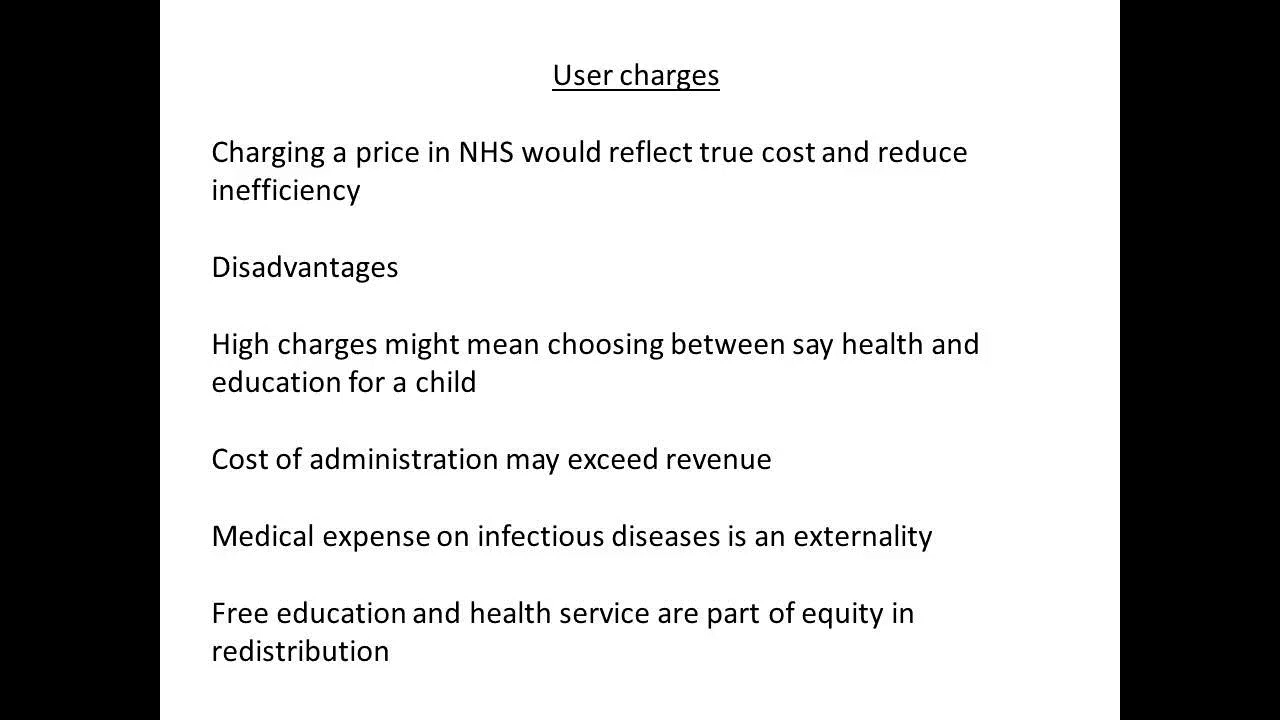 User charges
Charging a price in NHS would reflect true cost and reduce
inefficiency
Disadvantages
High charges might mean choosing between say health and
education for a child
Cost of administration may exceed revenue
Medical expense on infectious diseases is an externality
Free education and health service are part of equity in
redistribution